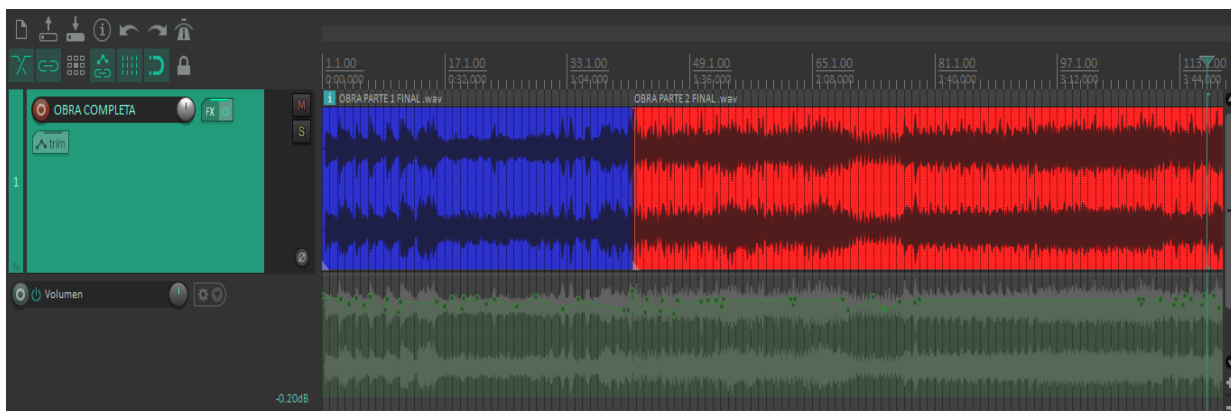 1.1.00 17.1.00 33.1.00 49.1.00 65.1.00 81.1.00 97.1.00 113.1.00
0:00.000 0:32.000 1:04.000 1:36.000 2:08.000 2:40.000 3:12.000 3:44.000
i OBRA PARTE 1 FINAL .wav OBRA PARTE 2 FINAL .wav
OBRA COMPLETA FX M
trim S
1
Volumen
-0.20dB